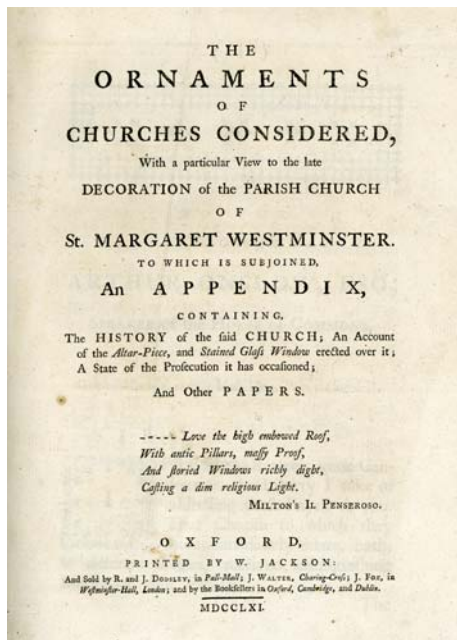 THE
ORNAMENTS
OF
CHURCHES CONSIDERED,
With a particular View to the late
DECORATION of the PARISH CHURCH
OF
St. MARGARET WESTMINSTER.
TO WHICH IS SUBJOINED,
An APPENDIX,
CONTAINING,
The HISTORY of the ſaid CHURCH; An Account
of the Altar-Piece, and Stained Glaſs Window erected over it;
A State of the Proſecution it has occaſioned;
And Other PAPERS.
----- Love the high embowed Roof,
With antic Pillars, maſſy Proof,
And ſtoried Windows richly dight,
Caſting a dim religious Light.
MILTON'S IL PENSEROSO.
OXFORD,
PRINTED BY W. JACKSON:
And Sold by R. and J. DODSLEY, in Pall-Mall; J. WALTER, Charing-Croſs; J. FOX, in
Weſtminſter-Hall, London; and by the Bookſellers in Oxford, Cambridge, and Dublin.
MDCCLXI.